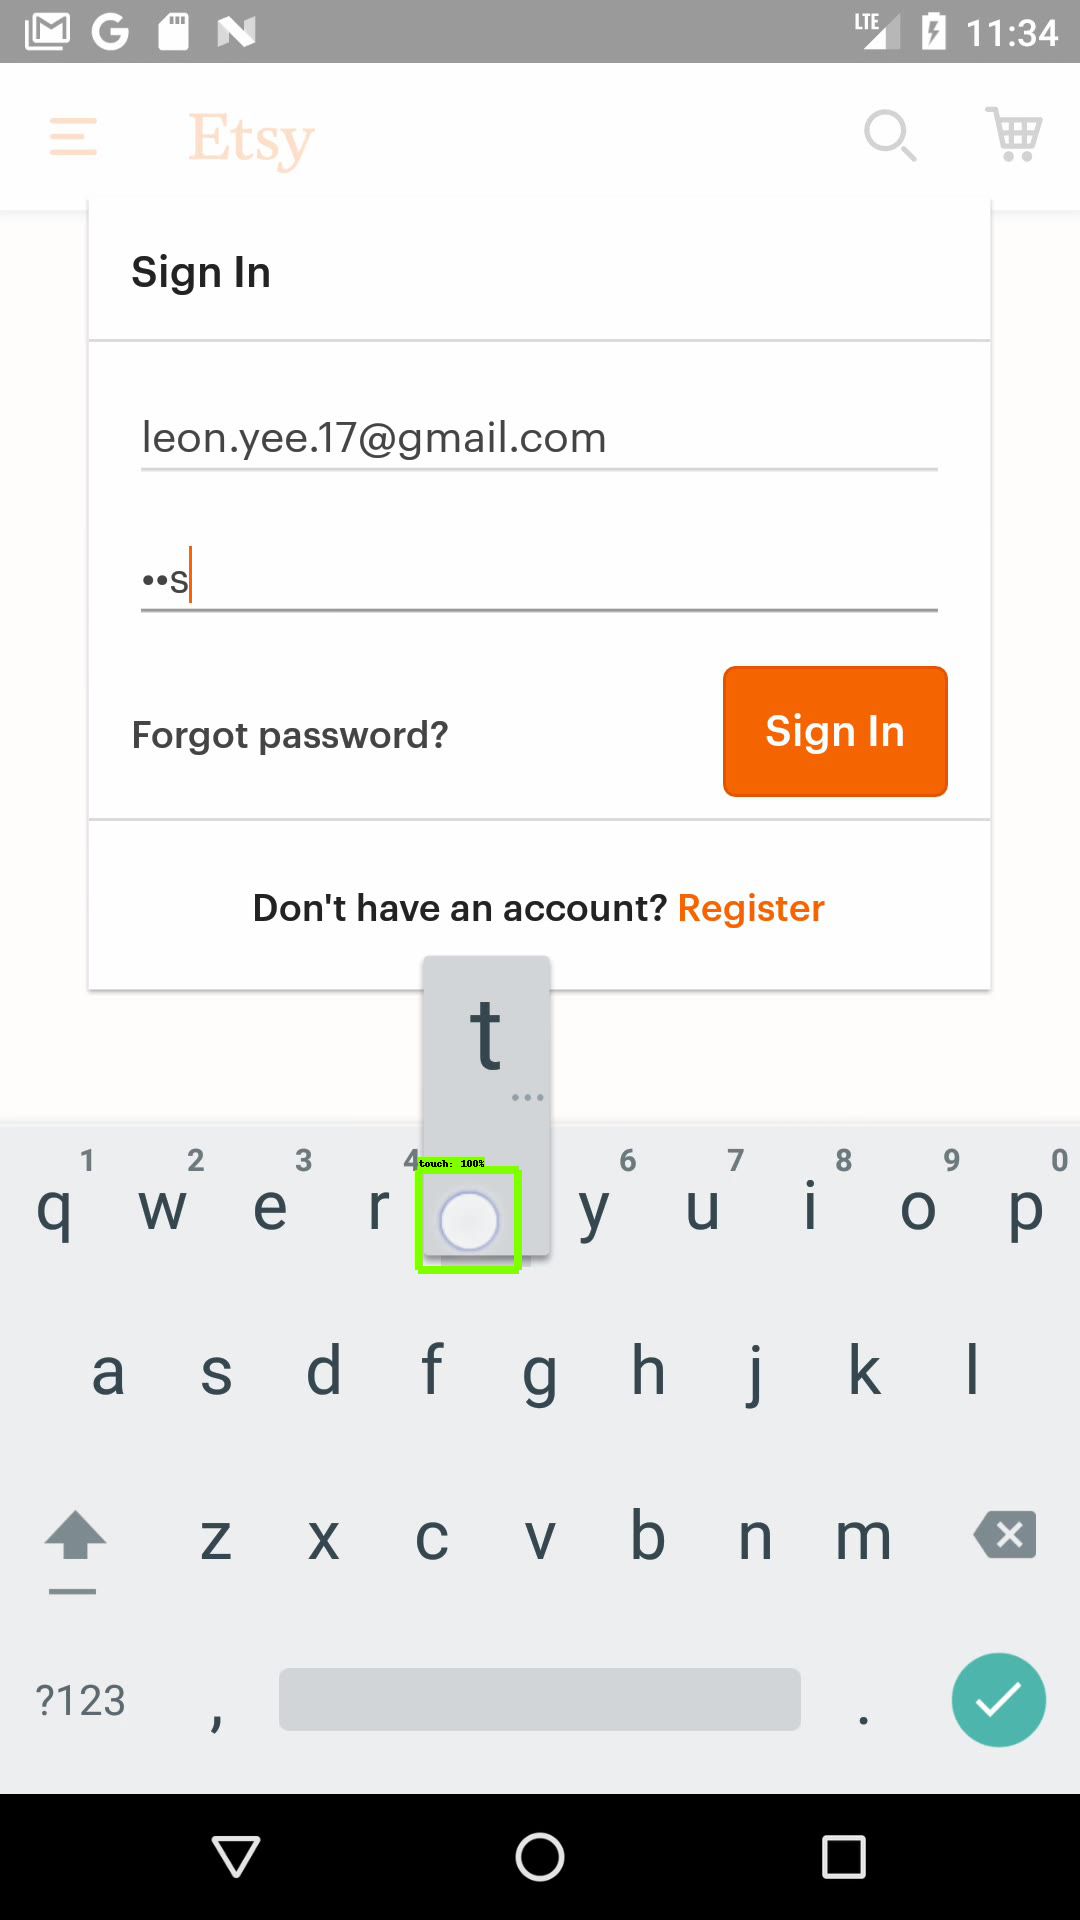 LTE 11:34
Etsy
Sign In
leon.yee.17@gmail.com
••s
Forgot password?
Sign In
Don't have an account? Register
t
...
1 2 3 4 6 7 8 9 0
touch: 100%
q w e r y u i o p
a s d f g h j k l
z x c v b n m
?123 , .